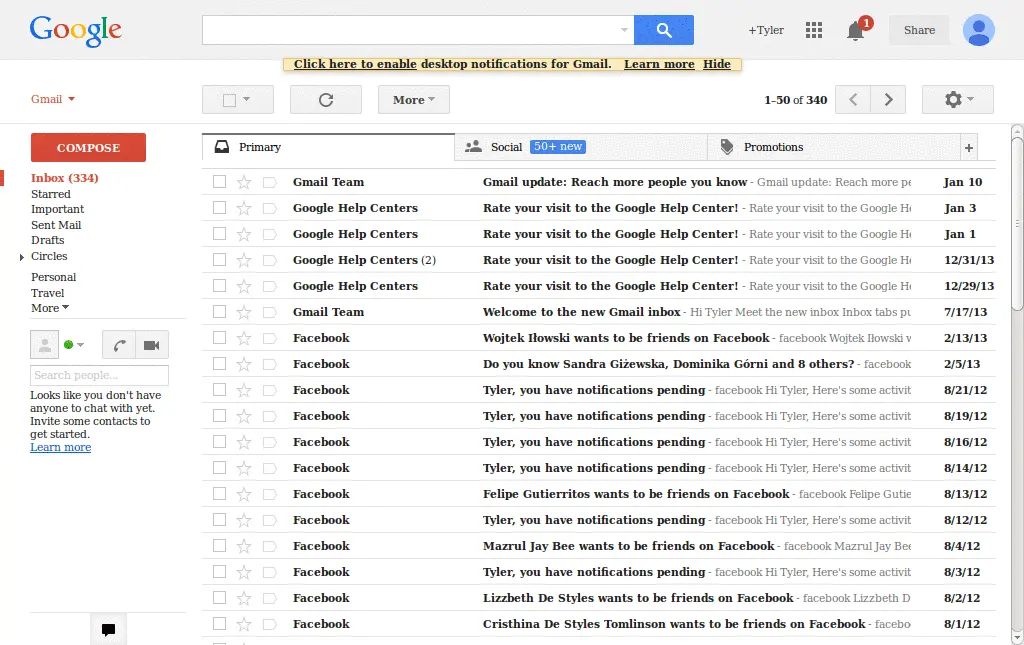 Google
+Tyler
1
Share
Click here to enable desktop notifications for Gmail. Learn more Hide
Gmail
More
1–50 of 340
COMPOSE
Inbox (334)
Starred
Important
Sent Mail
Drafts
Circles
Personal
Travel
More
Search people...
Looks like you don't have
anyone to chat with yet.
Invite some contacts to
get started.
Learn more
Primary
Social 50+ new
Promotions
+
Gmail Team Gmail update: Reach more people you know - Gmail update: Reach more pe Jan 10
Google Help Centers Rate your visit to the Google Help Center! - Rate your visit to the Google He Jan 3
Google Help Centers Rate your visit to the Google Help Center! - Rate your visit to the Google He Jan 1
Google Help Centers (2) Rate your visit to the Google Help Center! - Rate your visit to the Google He 12/31/13
Google Help Centers Rate your visit to the Google Help Center! - Rate your visit to the Google He 12/29/13
Gmail Team Welcome to the new Gmail inbox - Hi Tyler Meet the new inbox Inbox tabs pu 7/17/13
Facebook Wojtek Iłowski wants to be friends on Facebook - facebook Wojtek Iłowski w 2/13/13
Facebook Do you know Sandra Giżewska, Dominika Górni and 8 others? - facebook 2/5/13
Facebook Tyler, you have notifications pending - facebook Hi Tyler, Here's some activit 8/21/12
Facebook Tyler, you have notifications pending - facebook Hi Tyler, Here's some activit 8/19/12
Facebook Tyler, you have notifications pending - facebook Hi Tyler, Here's some activit 8/16/12
Facebook Tyler, you have notifications pending - facebook Hi Tyler, Here's some activit 8/14/12
Facebook Felipe Gutierritos wants to be friends on Facebook - facebook Felipe Gutie 8/13/12
Facebook Tyler, you have notifications pending - facebook Hi Tyler, Here's some activit 8/12/12
Facebook Mazrul Jay Bee wants to be friends on Facebook - facebook Mazrul Jay Bee 8/4/12
Facebook Tyler, you have notifications pending - facebook Hi Tyler, Here's some activit 8/3/12
Facebook Lizzbeth De Styles wants to be friends on Facebook - facebook Lizzbeth D 8/2/12
Facebook Cristhina De Styles Tomlinson wants to be friends on Facebook - facebo 8/1/12